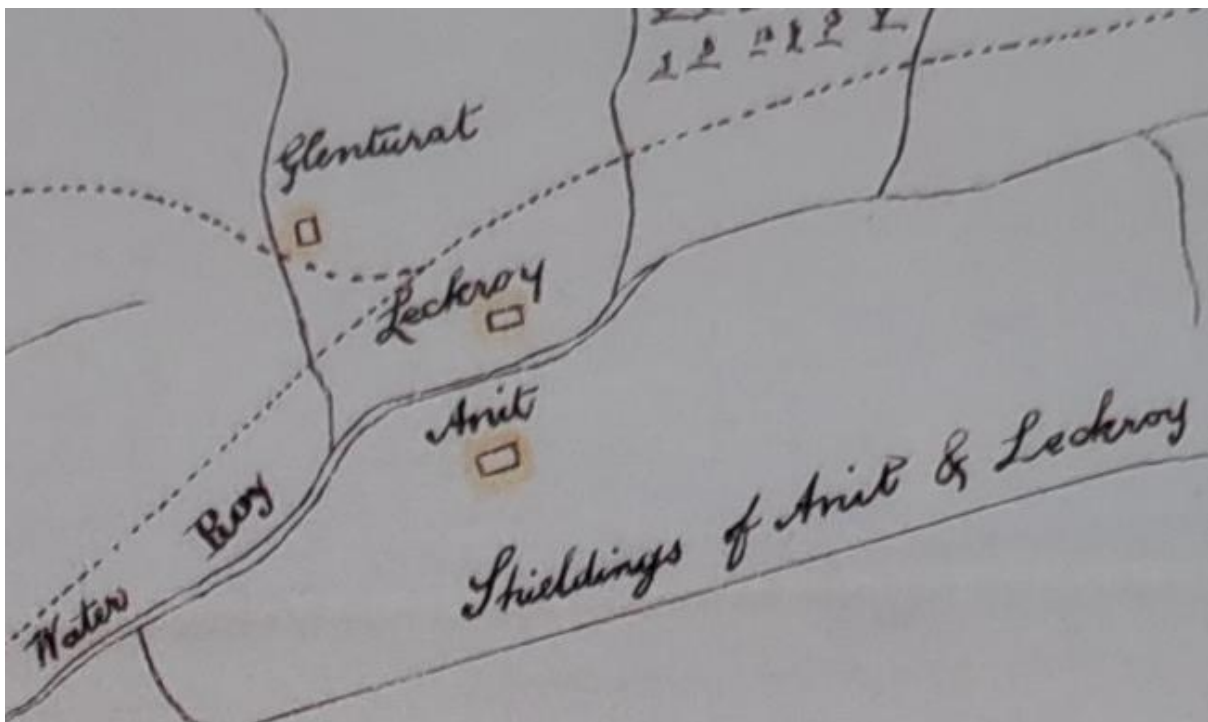 Glenturat
Leckroy
Anit
Water Roy
Shieldings of Anit & Leckroy